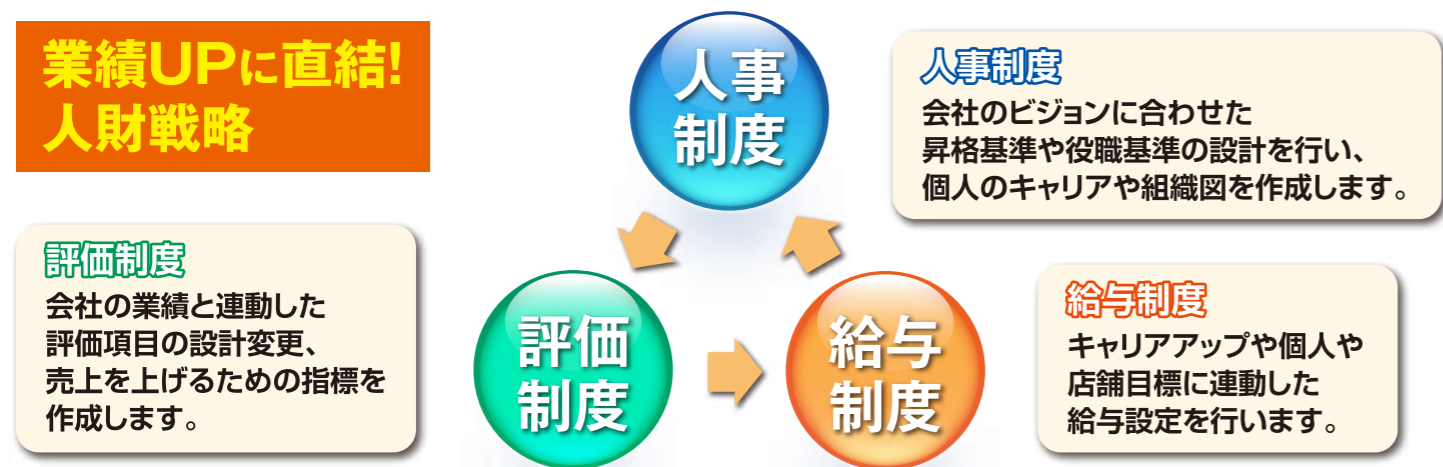 業績UPに直結!
人財戦略
人事
制度
人事制度
会社のビジョンに合わせた
昇格基準や役職基準の設計を行い、
個人のキャリアや組織図を作成します。
評価制度
会社の業績と連動した
評価項目の設計変更、
売上を上げるための指標を
作成します。
評価
制度
給与
制度
給与制度
キャリアアップや個人や
店舗目標に連動した
給与設定を行います。